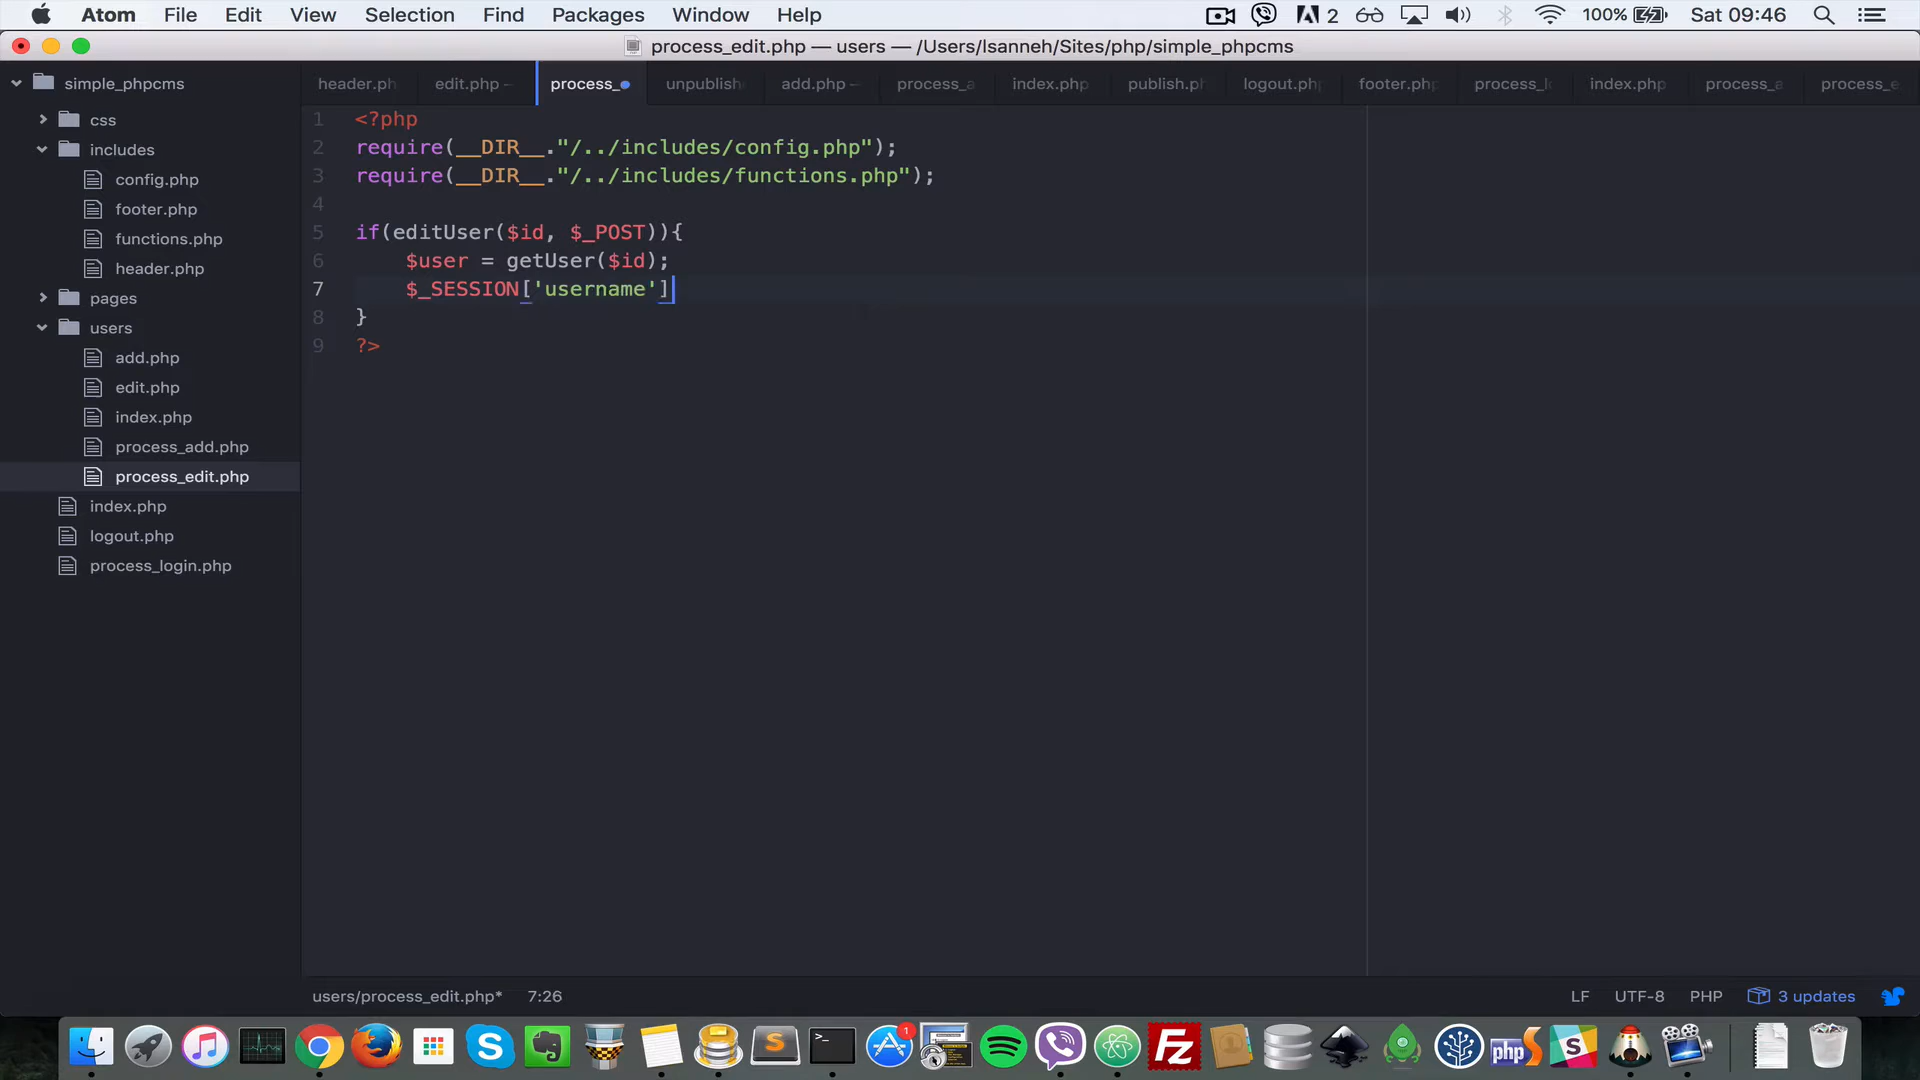 Atom File Edit View Selection Find Packages Window Help 2 100% Sat 09:46
process_edit.php — users — /Users/lsanneh/Sites/php/simple_phpcms
simple_phpcms
css
includes
config.php
footer.php
functions.php
header.php
pages
users
add.php
edit.php
index.php
process_add.php
process_edit.php
index.php
logout.php
process_login.php
header.ph edit.php — process_ unpublish add.php — process_a index.php publish.ph logout.php footer.php process_lo index.php process_a process_e
1 <?php
2 require(__DIR__."/../includes/config.php");
3 require(__DIR__."/../includes/functions.php");
4
5 if(editUser($id, $_POST)){
6 $user = getUser($id);
7 $_SESSION['username']
8 }
9 ?>
users/process_edit.php* 7:26 LF UTF-8 PHP 3 updates
1
php